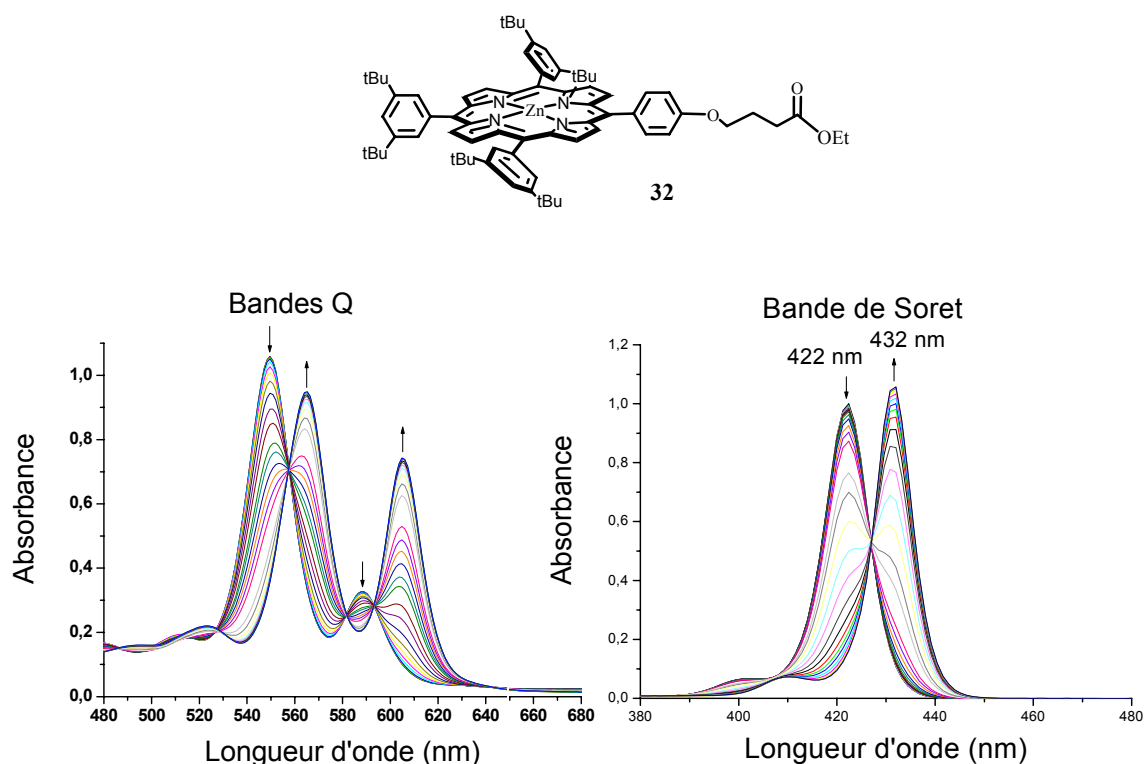 tBu
tBu
tBu
tBu
N
N
Zn
N
N
O
O
OEt
tBu
tBu
tBu
32
Bandes Q
Bande de Soret
422 nm
432 nm
Absorbance
1,0
0,8
0,6
0,4
0,2
0,0
480 500 520 540 560 580 600 620 640 660 680
Longueur d'onde (nm)
Absorbance
1,2
1,0
0,8
0,6
0,4
0,2
0,0
380 400 420 440 460 480
Longueur d'onde (nm)